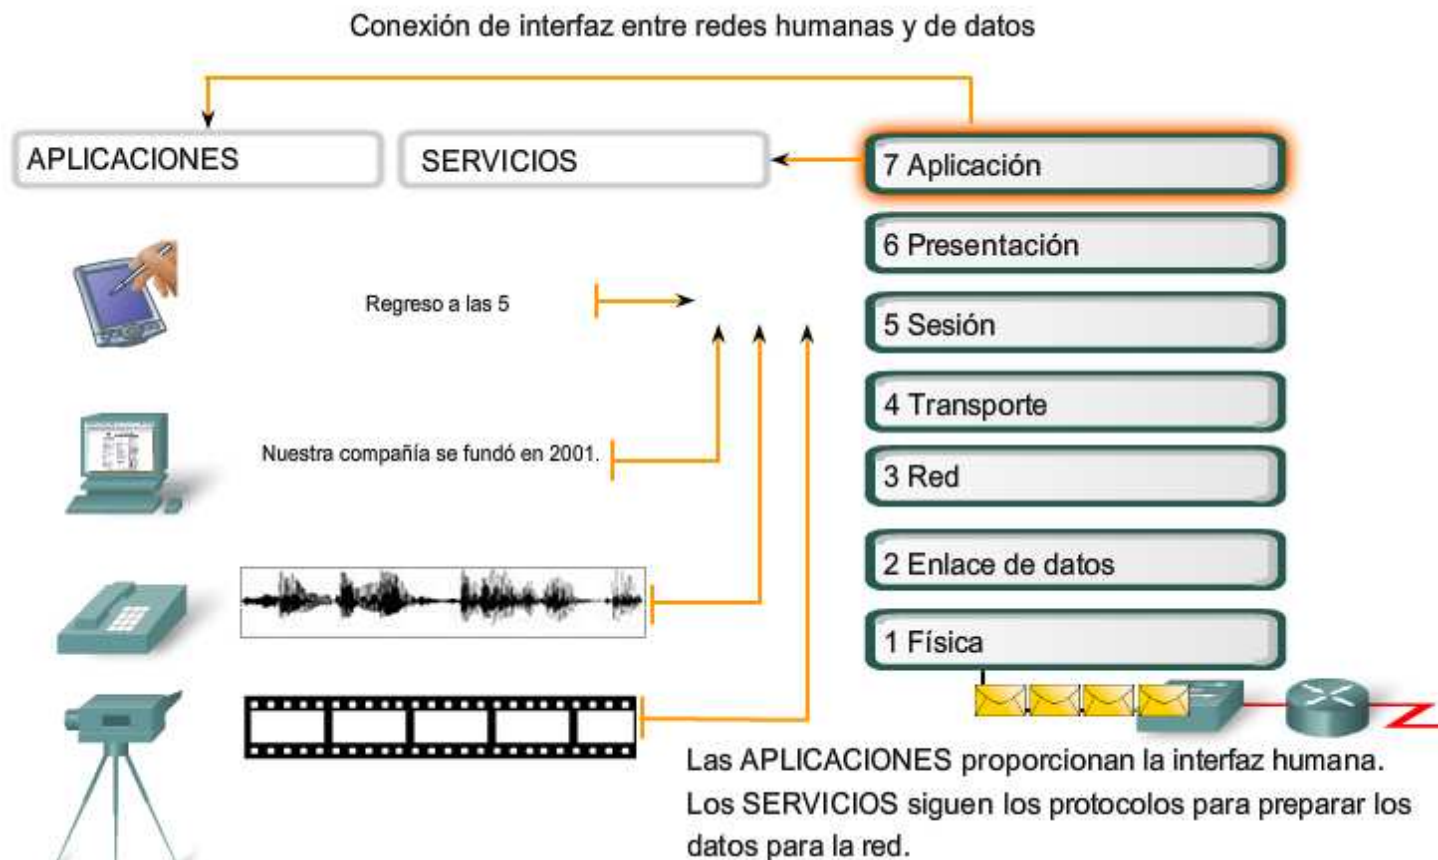 Conexión de interfaz entre redes humanas y de datos
APLICACIONES
SERVICIOS
7 Aplicación
6 Presentación
Regreso a las 5
5 Sesión
4 Transporte
Nuestra compañía se fundó en 2001.
3 Red
2 Enlace de datos
1 Física
Las APLICACIONES proporcionan la interfaz humana.
Los SERVICIOS siguen los protocolos para preparar los
datos para la red.